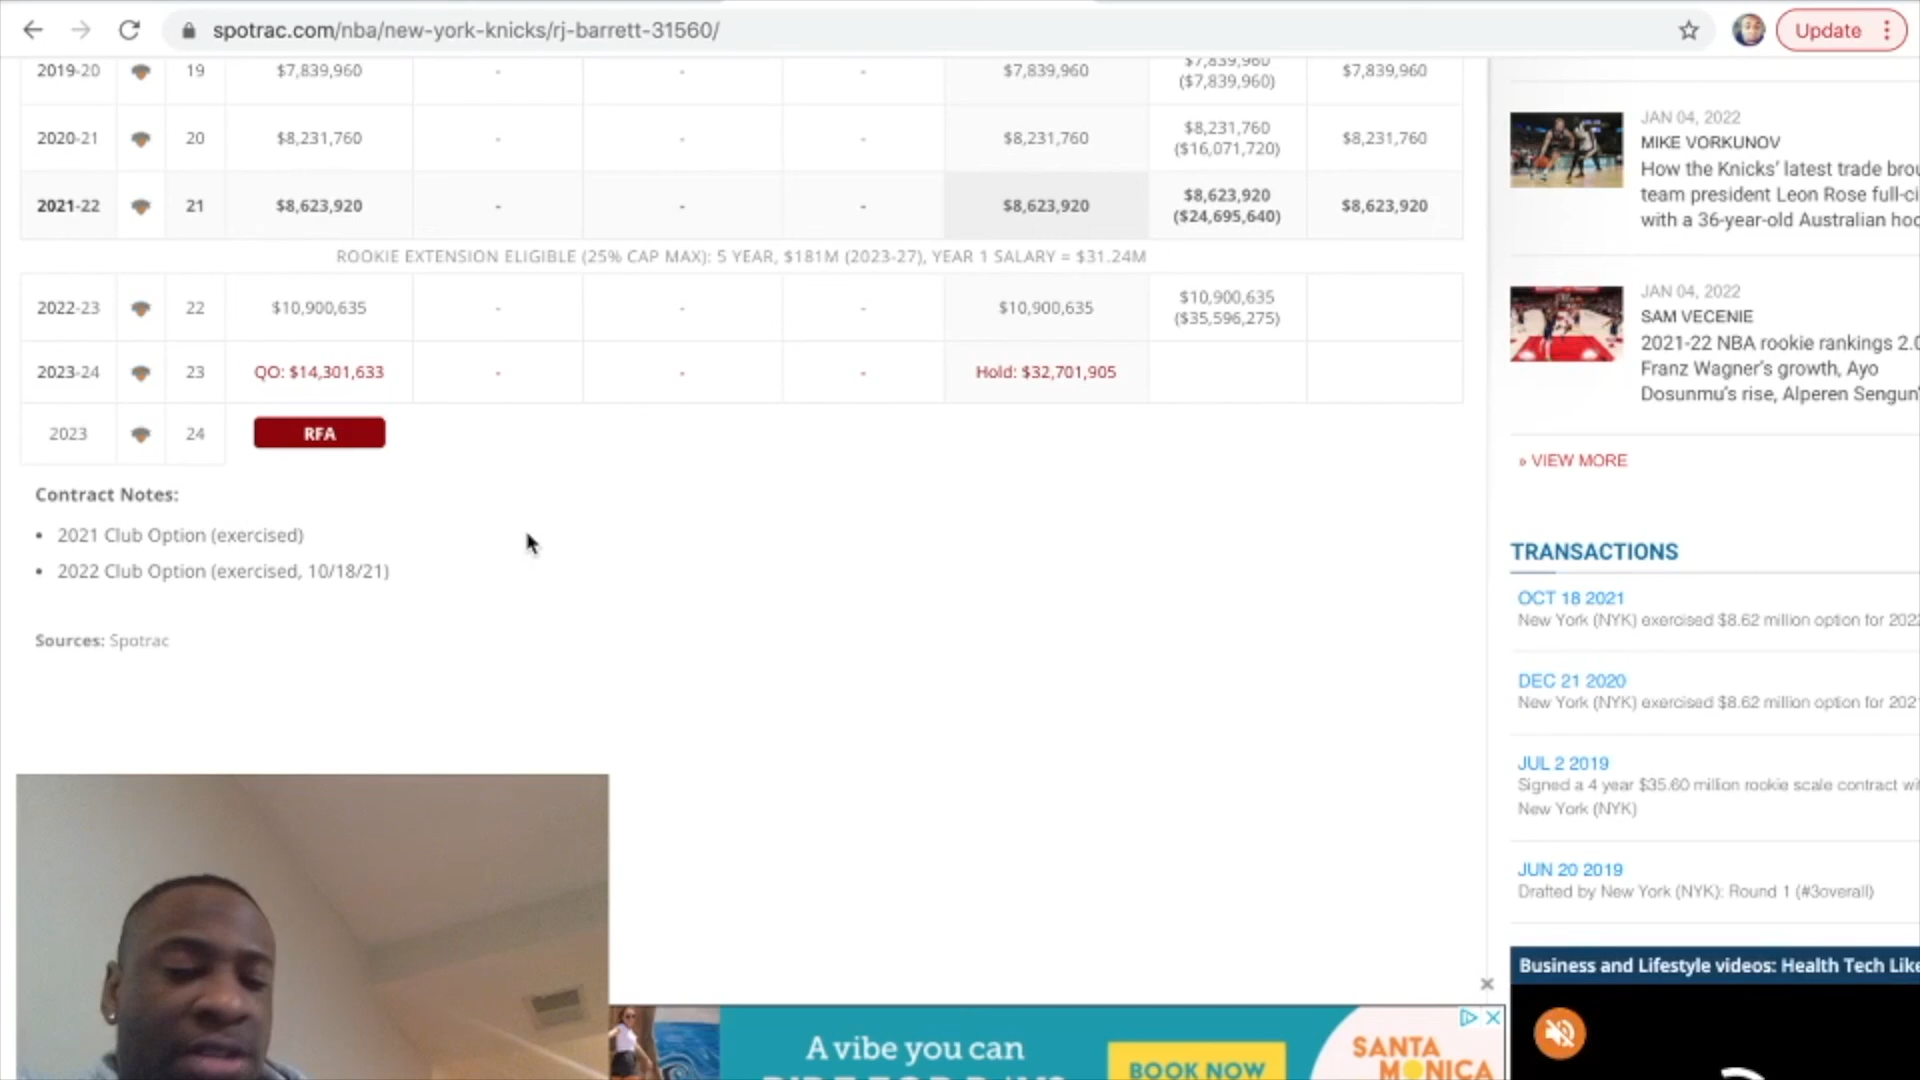 spotrac.com/nba/new-york-knicks/rj-barrett-31560/
Update
2019-20 19 $7,839,960 - - - $7,839,960 $7,839,960 ($7,839,960) $7,839,960
2020-21 20 $8,231,760 - - - $8,231,760 $8,231,760 ($16,071,720) $8,231,760
2021-22 21 $8,623,920 - - - $8,623,920 $8,623,920 ($24,695,640) $8,623,920
ROOKIE EXTENSION ELIGIBLE (25% CAP MAX): 5 YEAR, $181M (2023-27), YEAR 1 SALARY = $31.24M
2022-23 22 $10,900,635 - - - $10,900,635 $10,900,635 ($35,596,275)
2023-24 23 QO: $14,301,633 - - - Hold: $32,701,905
2023 24 RFA
Contract Notes:
• 2021 Club Option (exercised)
• 2022 Club Option (exercised, 10/18/21)
Sources: Spotrac
JAN 04, 2022
MIKE VORKUNOV
How the Knicks' latest trade brou
team president Leon Rose full-ci
with a 36-year-old Australian hoo
JAN 04, 2022
SAM VECENIE
2021-22 NBA rookie rankings 2.0
Franz Wagner's growth, Ayo
Dosunmu's rise, Alperen Sengun'
» VIEW MORE
TRANSACTIONS
OCT 18 2021
New York (NYK) exercised $8.62 million option for 2022
DEC 21 2020
New York (NYK) exercised $8.62 million option for 202
JUL 2 2019
Signed a 4 year $35.60 million rookie scale contract wi
New York (NYK)
JUN 20 2019
Drafted by New York (NYK): Round 1 (#3overall)
Business and Lifestyle videos: Health Tech Like
A vibe you can
BOOK NOW
SANTA
MONICA